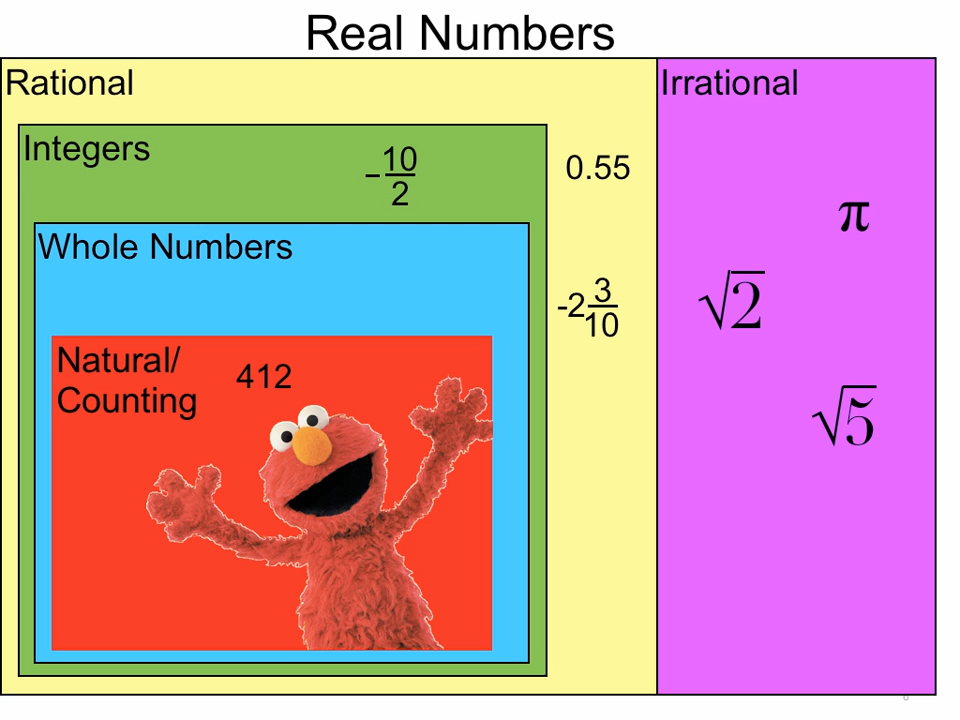 Real Numbers
Rational
Irrational
Integers
-10/2
0.55
π
Whole Numbers
√2
-2 3/10
Natural/
Counting
412
√5